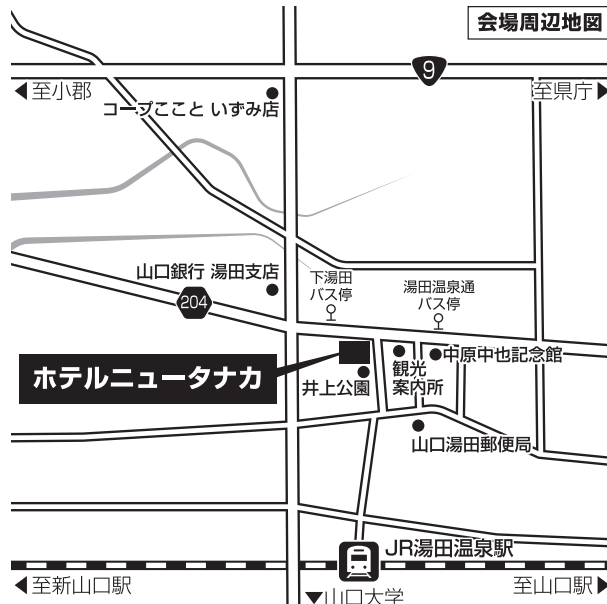 会場周辺地図
9
◀至小郡
至県庁▶
コープここと いずみ店
山口銀行 湯田支店
下湯田
バス停
湯田温泉通
バス停
204
ホテルニュータナカ
井上公園
観光
案内所
中原中也記念館
山口湯田郵便局
JR湯田温泉駅
◀至新山口駅
至山口駅▶
▼山口大学